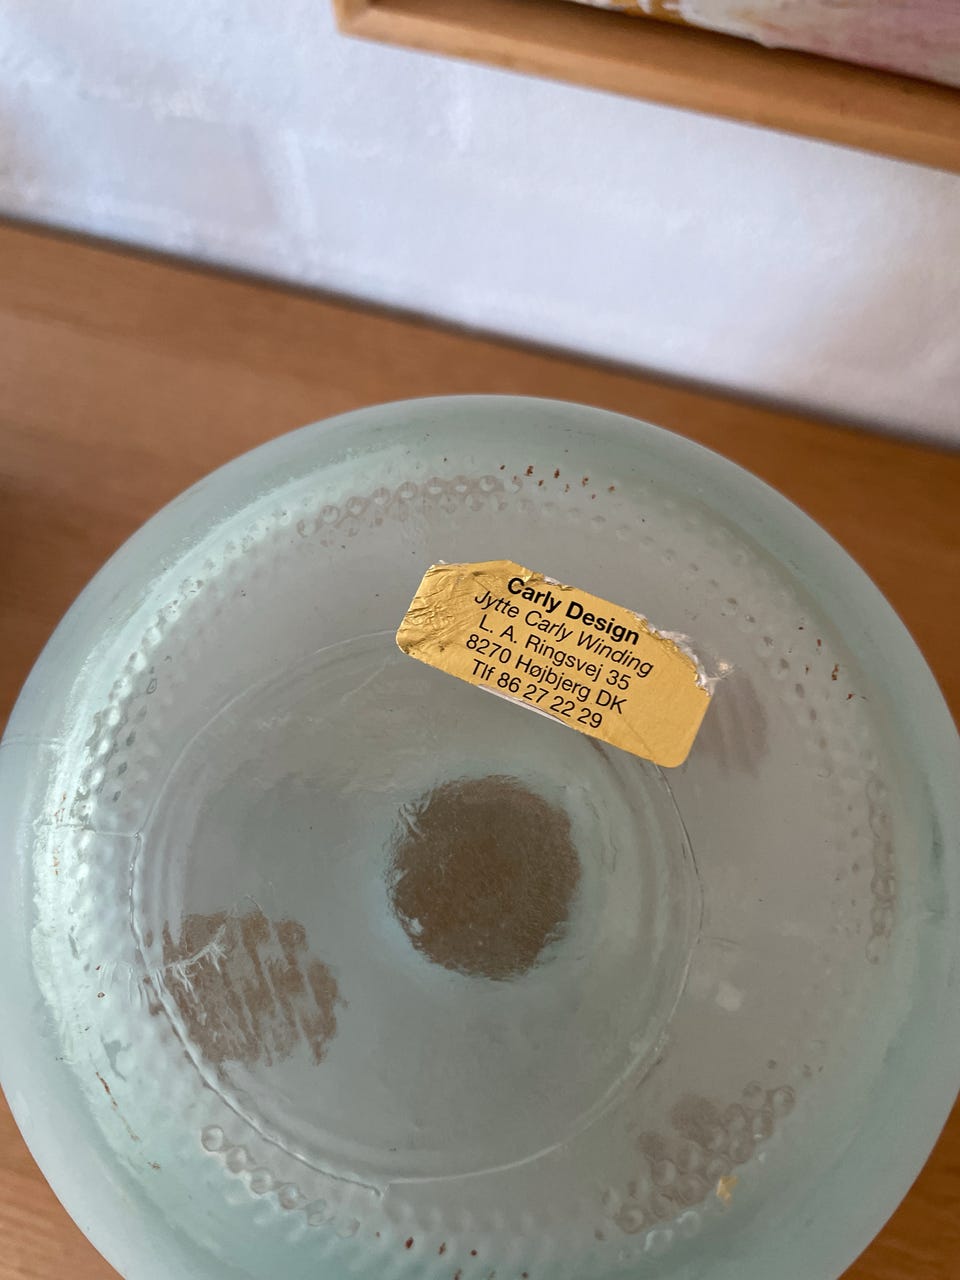 Carly Design
Jytte Carly Winding
L. A. Ringsvej 35
8270 Højbjerg DK
Tlf 86 27 22 29